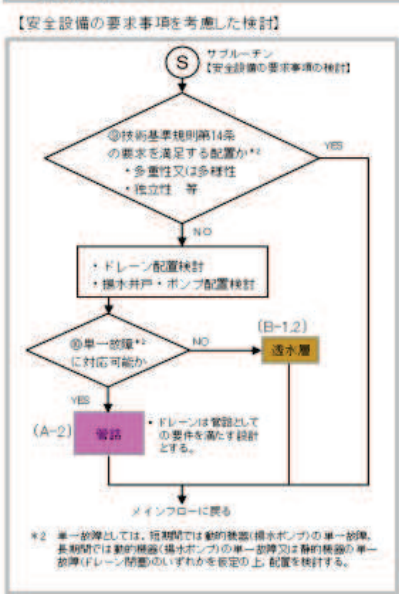 【安全設備の要求事項を考慮した検討】
S
サブルーチン
【安全設備の要求事項の検討】
技術基準規則第14条
の要求を満足する配置か*2
・多重性又は多様性
・独立性 等
YES
NO
・ドレーン配置検討
・揚水井戸・ポンプ配置検討
単一故障*2
に対応可能か
NO
(B-1,2)
透水層
YES
(A-2)
管路
・ドレーンは管路として
の要件を満たす設計
とする。
メインフローに戻る
*2 単一故障としては、短期間では動的機器(揚水ポンプ)の単一故障、
長期間では動的機器(揚水ポンプ)の単一故障又は静的機器の単一
故障(ドレーン閉塞)のいずれかを仮定の上、配置を検討する。